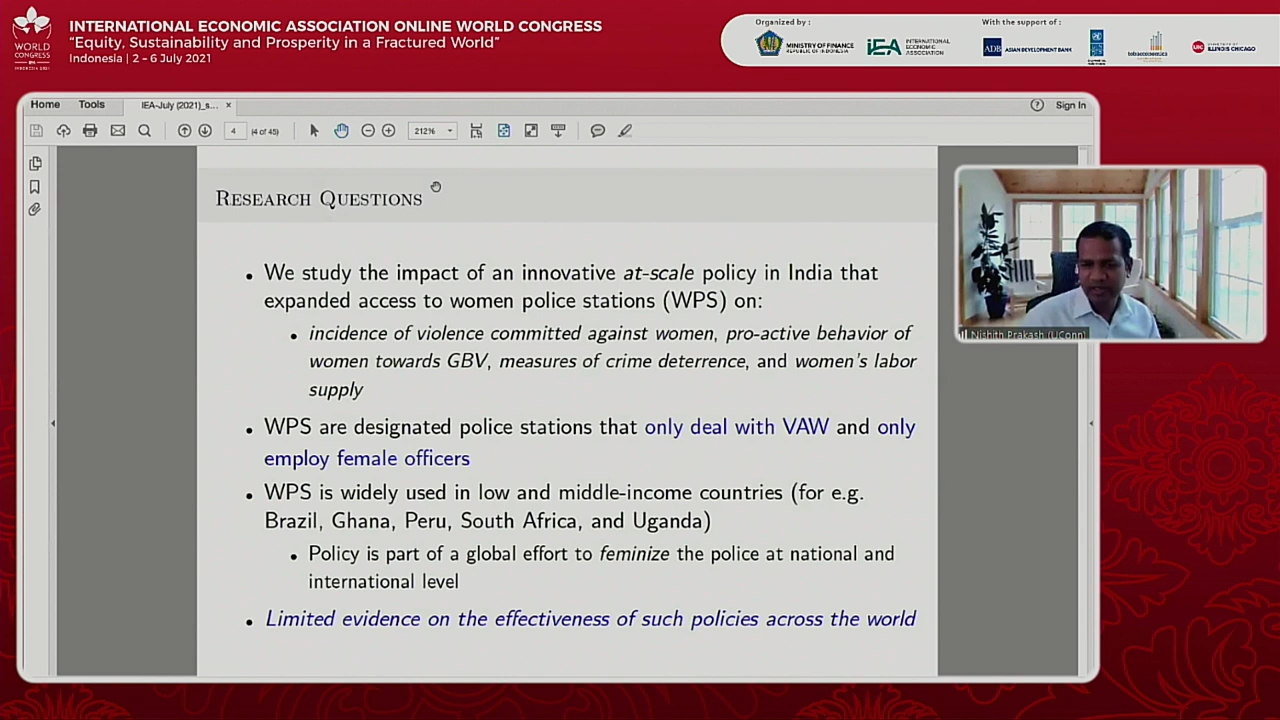 INTERNATIONAL ECONOMIC ASSOCIATION ONLINE WORLD CONGRESS
"Equity, Sustainability and Prosperity in a Fractured World"
Indonesia | 2 - 6 July 2021
WORLD
CONGRESS
Organized by :
MINISTRY OF FINANCE
REPUBLIC OF INDONESIA
iEA
INTERNATIONAL
ECONOMIC
ASSOCIATION
With the support of :
ADB
ASIAN DEVELOPMENT BANK
tobacconomics
UIC
ILLINOIS CHICAGO
Home Tools IEA-July (2021)_s... × ? Sign In
4 (4 of 45) 212%
RESEARCH QUESTIONS
• We study the impact of an innovative at-scale policy in India that
expanded access to women police stations (WPS) on:
• incidence of violence committed against women, pro-active behavior of
women towards GBV, measures of crime deterrence, and women's labor
supply
• WPS are designated police stations that only deal with VAW and only
employ female officers
• WPS is widely used in low and middle-income countries (for e.g.
Brazil, Ghana, Peru, South Africa, and Uganda)
• Policy is part of a global effort to feminize the police at national and
international level
• Limited evidence on the effectiveness of such policies across the world
Nishith Prakash (UConn)